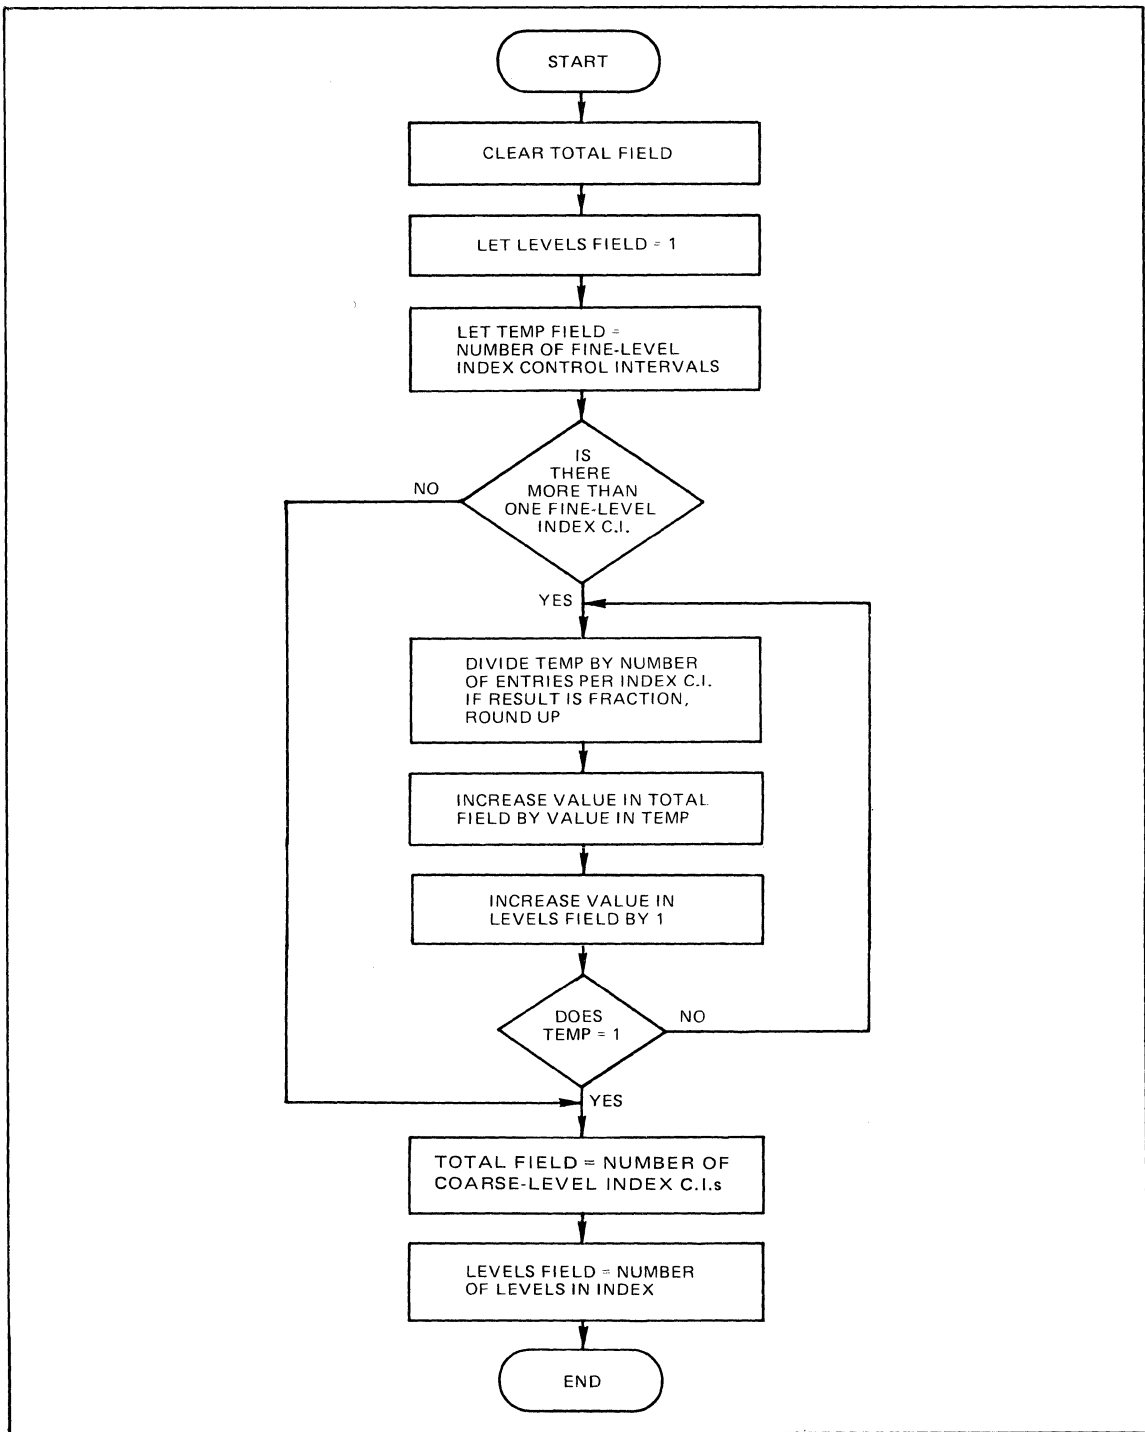 START
CLEAR TOTAL FIELD
LET LEVELS FIELD = 1
LET TEMP FIELD =
NUMBER OF FINE-LEVEL
INDEX CONTROL INTERVALS
IS
THERE
MORE THAN
ONE FINE-LEVEL
INDEX C.I.
NO
YES
DIVIDE TEMP BY NUMBER
OF ENTRIES PER INDEX C.I.
IF RESULT IS FRACTION,
ROUND UP
INCREASE VALUE IN TOTAL
FIELD BY VALUE IN TEMP
INCREASE VALUE IN
LEVELS FIELD BY 1
DOES
TEMP = 1
NO
YES
TOTAL FIELD = NUMBER OF
COARSE-LEVEL INDEX C.I.s
LEVELS FIELD = NUMBER
OF LEVELS IN INDEX
END